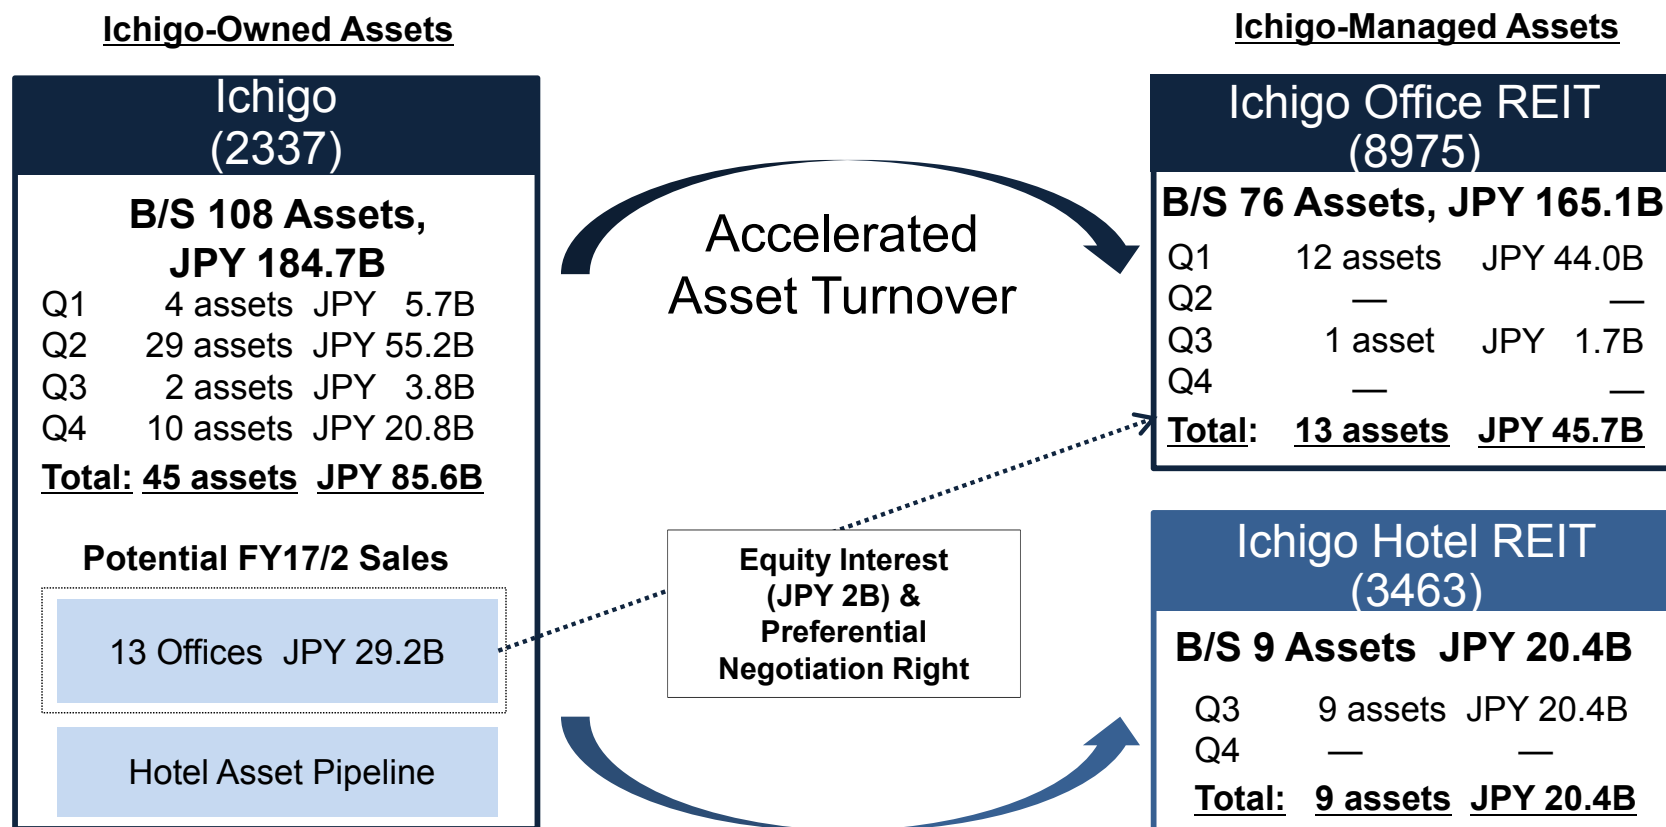 Ichigo-Owned Assets
Ichigo
(2337)
B/S 108 Assets,
JPY 184.7B
Q1 4 assets JPY 5.7B
Q2 29 assets JPY 55.2B
Q3 2 assets JPY 3.8B
Q4 10 assets JPY 20.8B
Total: 45 assets JPY 85.6B
Potential FY17/2 Sales
13 Offices JPY 29.2B
Hotel Asset Pipeline
Accelerated
Asset Turnover
Equity Interest
(JPY 2B) &
Preferential
Negotiation Right
Ichigo-Managed Assets
Ichigo Office REIT
(8975)
B/S 76 Assets, JPY 165.1B
Q1 12 assets JPY 44.0B
Q2 — —
Q3 1 asset JPY 1.7B
Q4 — —
Total: 13 assets JPY 45.7B
Ichigo Hotel REIT
(3463)
B/S 9 Assets JPY 20.4B
Q3 9 assets JPY 20.4B
Q4 — —
Total: 9 assets JPY 20.4B